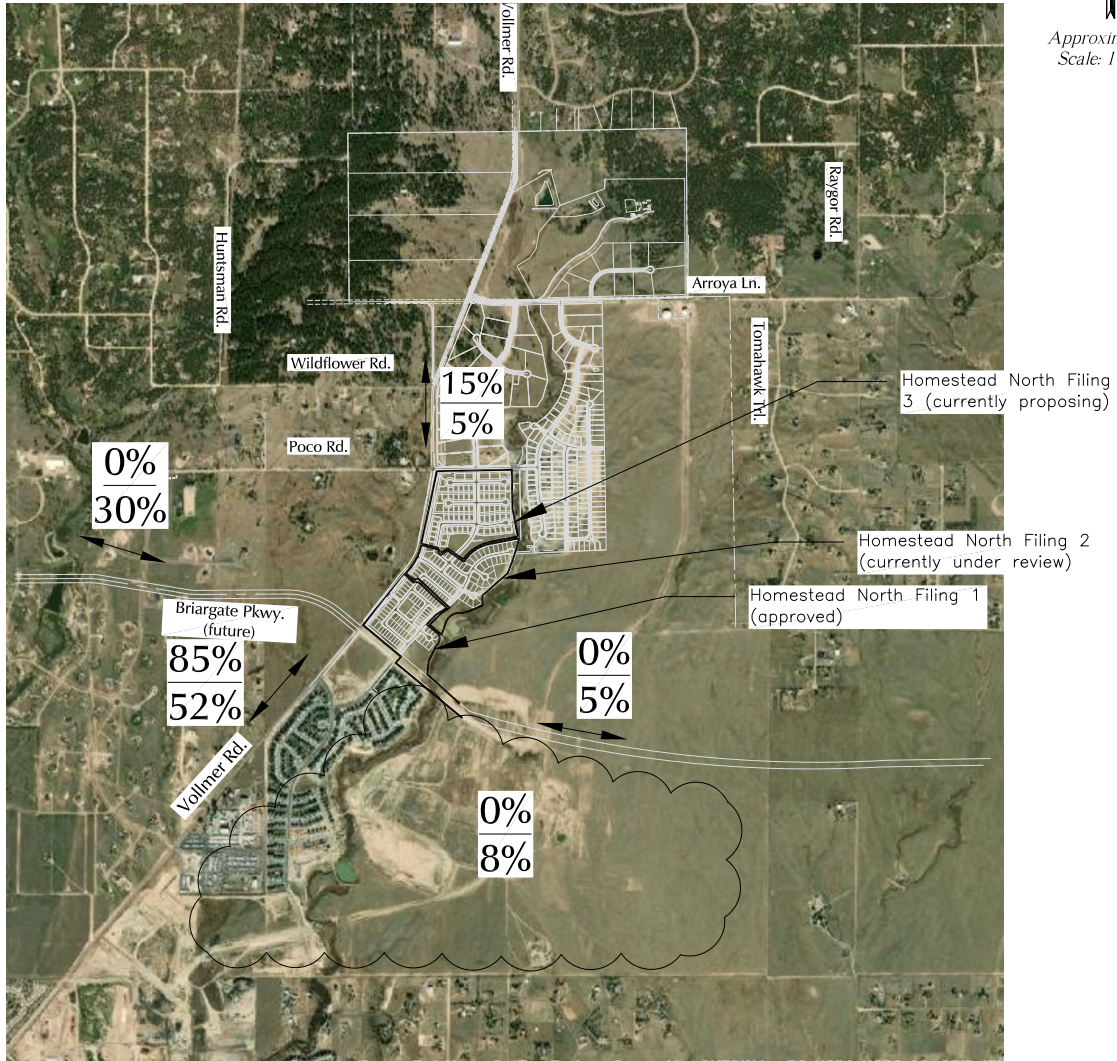 Vollmer Rd.
Approxi
Scale: 1
Raygor Rd.
Huntsman Rd.
Arroya Ln.
Tomahawk Trl.
Wildflower Rd.
15%
5%
Homestead North Filing
3 (currently proposing)
Poco Rd.
0%
30%
Homestead North Filing 2
(currently under review)
Homestead North Filing 1
(approved)
Briargate Pkwy.
(future)
85%
52%
0%
5%
Vollmer Rd.
0%
8%